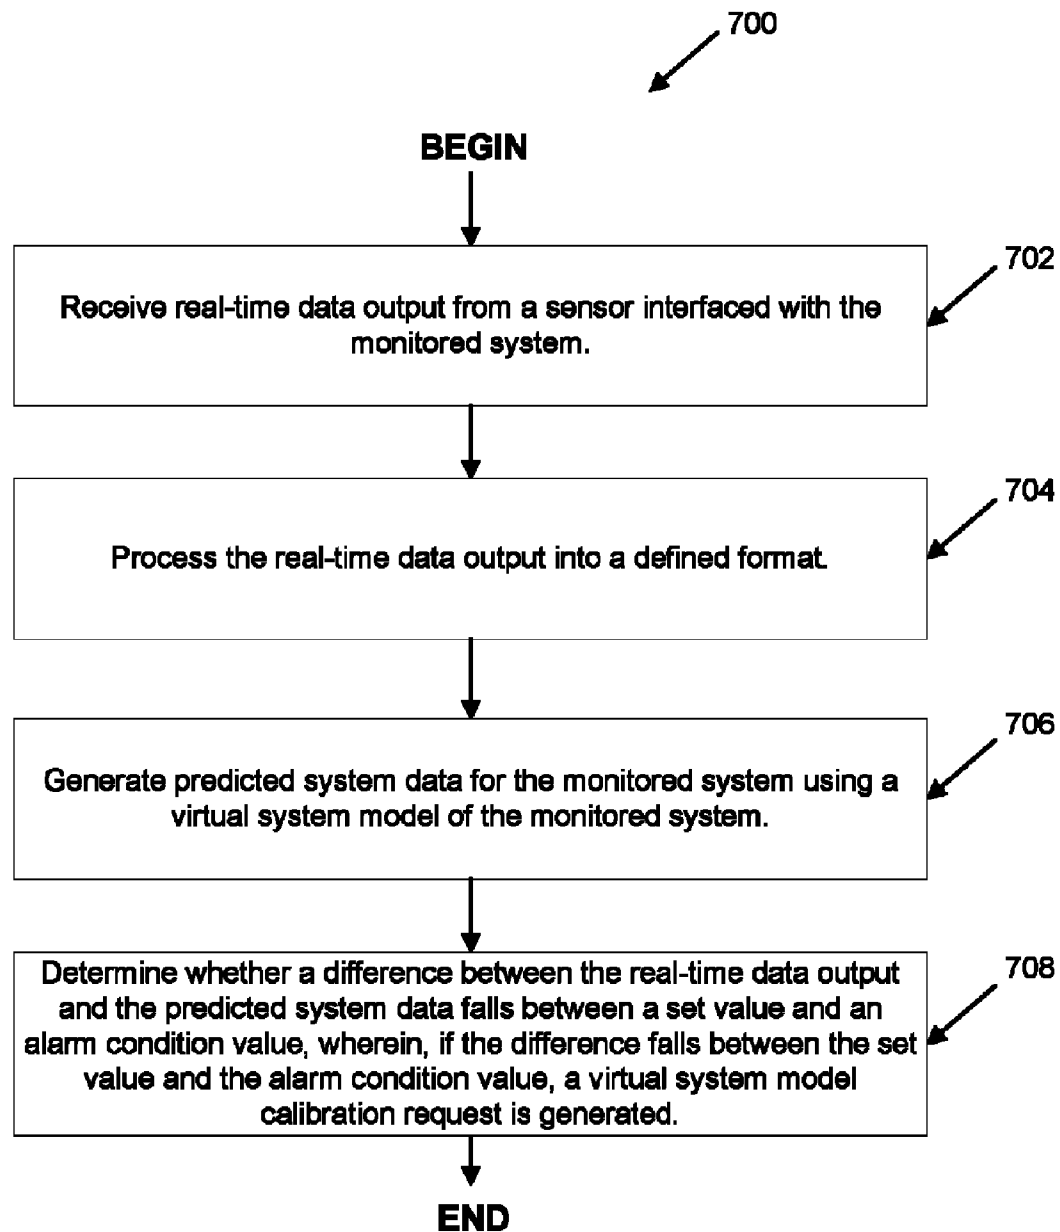 700
BEGIN
702
Receive real-time data output from a sensor interfaced with the
monitored system.
704
Process the real-time data output into a defined format.
706
Generate predicted system data for the monitored system using a
virtual system model of the monitored system.
708
Determine whether a difference between the real-time data output
and the predicted system data falls between a set value and an
alarm condition value, wherein, if the difference falls between the set
value and the alarm condition value, a virtual system model
calibration request is generated.
END